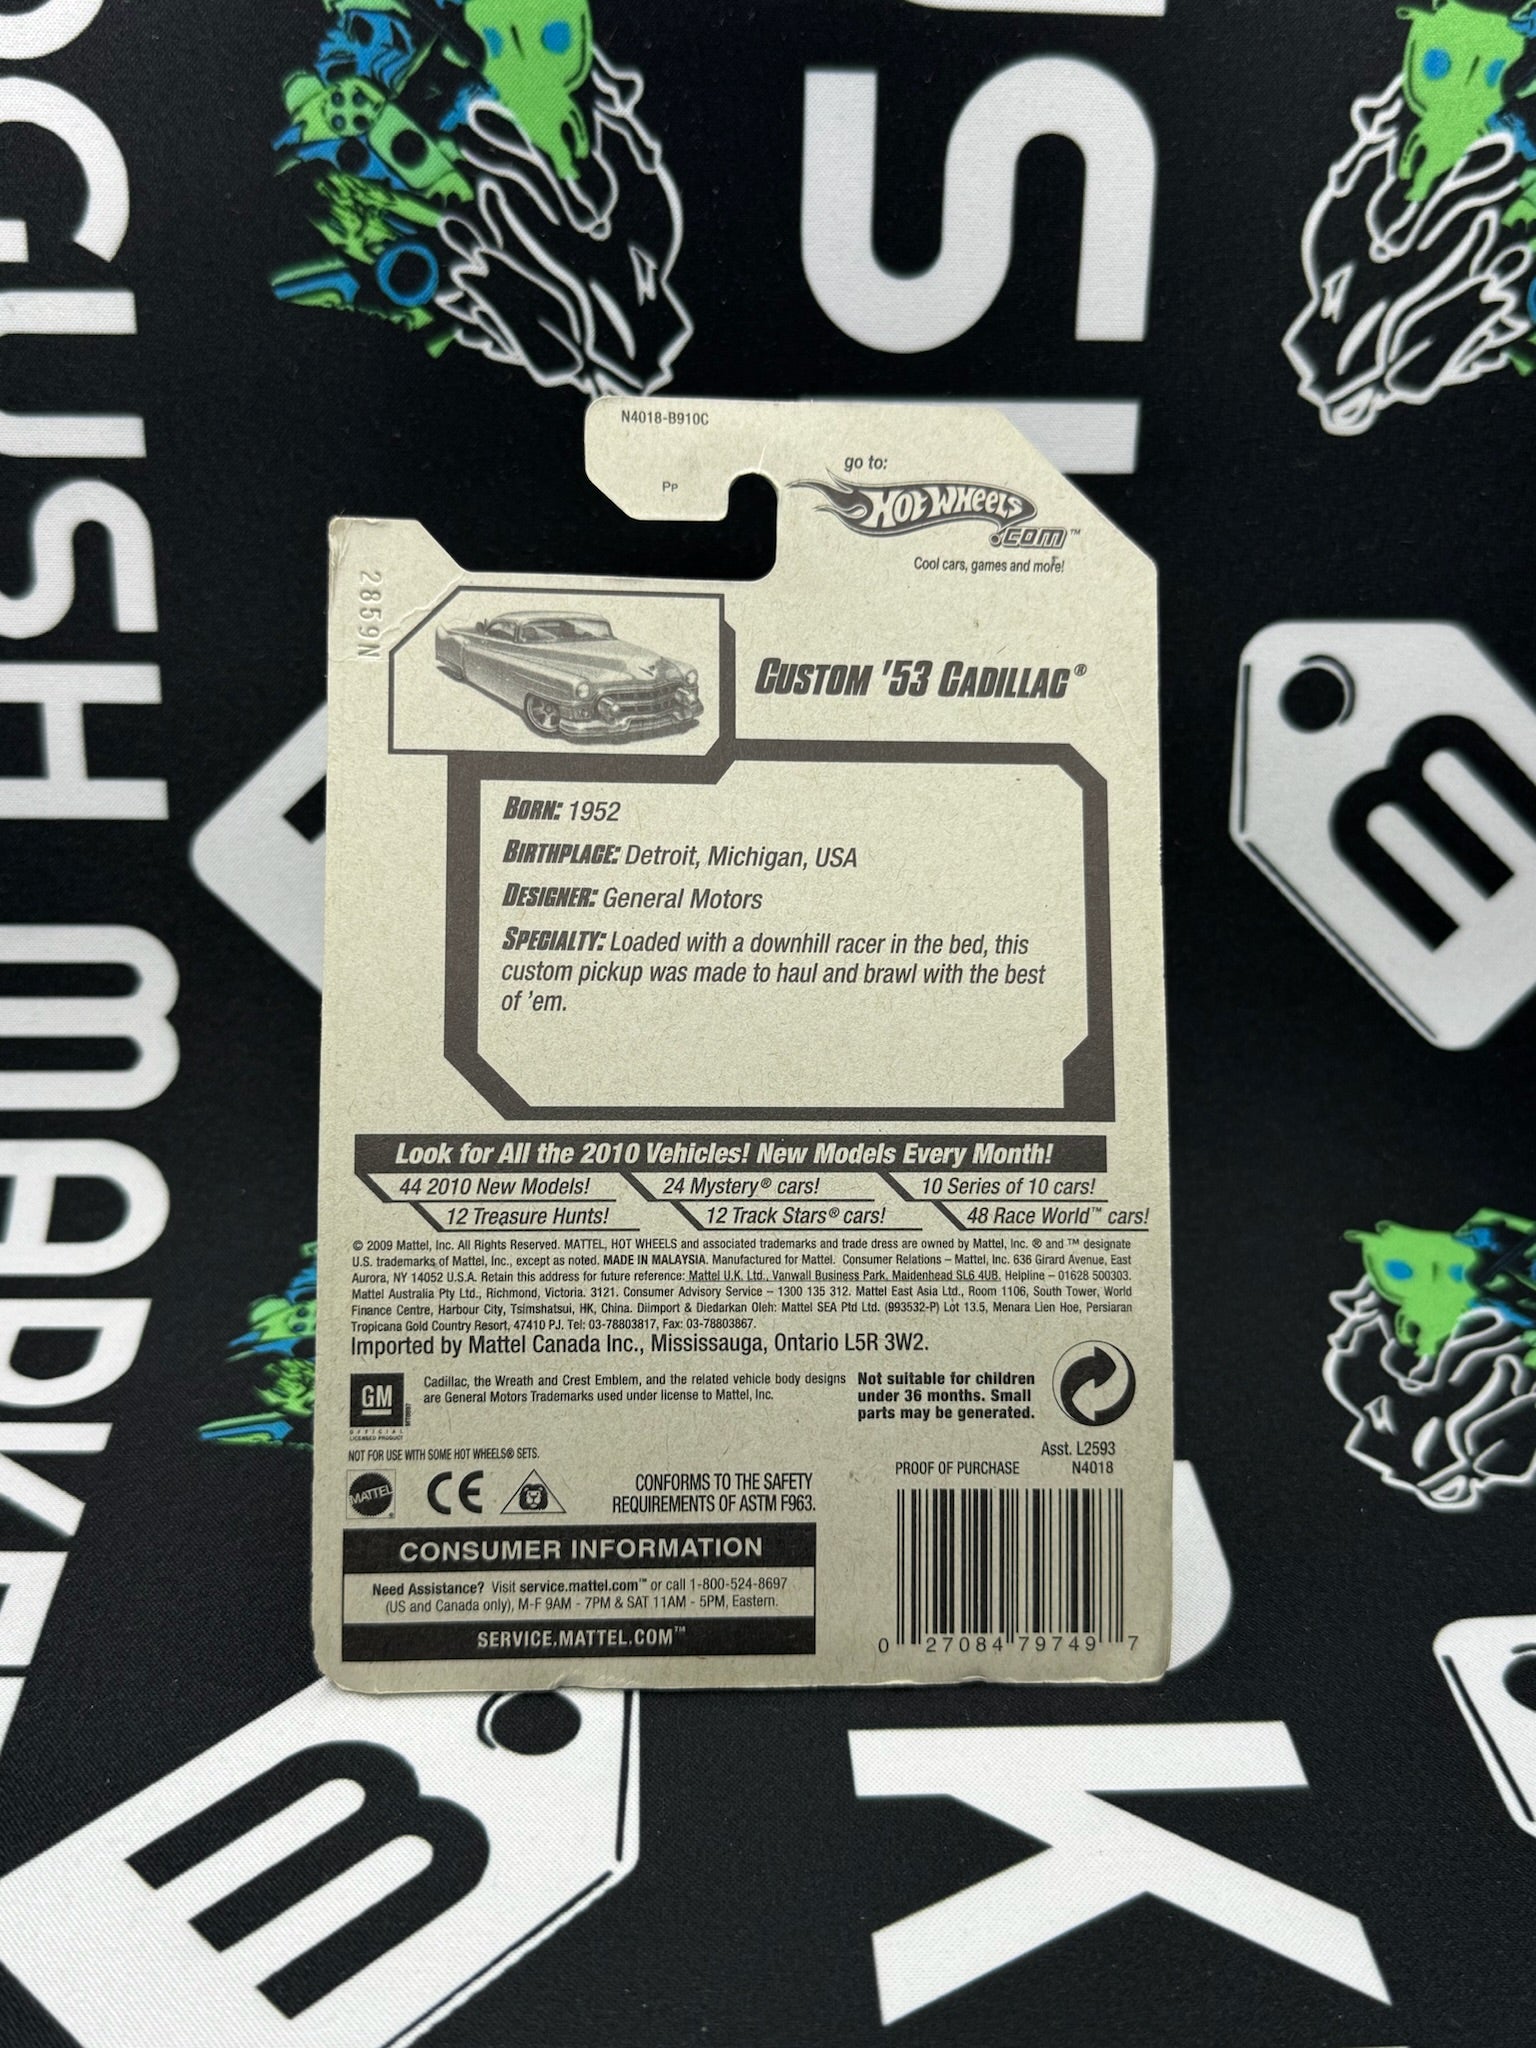 N4018-B910C
Pp
go to:
HOT WHEELS
.com™
Cool cars, games and more!
2859N
CUSTOM '53 CADILLAC®
BORN: 1952
BIRTHPLACE: Detroit, Michigan, USA
DESIGNER: General Motors
SPECIALTY: Loaded with a downhill racer in the bed, this
custom pickup was made to haul and brawl with the best
of 'em.
Look for All the 2010 Vehicles! New Models Every Month!
44 2010 New Models! 24 Mystery® cars! 10 Series of 10 cars!
12 Treasure Hunts! 12 Track Stars® cars! 48 Race World™ cars!
© 2009 Mattel, Inc. All Rights Reserved. MATTEL, HOT WHEELS and associated trademarks and trade dress are owned by Mattel, Inc. ® and ™ designate
U.S. trademarks of Mattel, Inc., except as noted. MADE IN MALAYSIA. Manufactured for Mattel. Consumer Relations – Mattel, Inc. 636 Girard Avenue, East
Aurora, NY 14052 U.S.A. Retain this address for future reference: Mattel U.K. Ltd., Vanwall Business Park, Maidenhead SL6 4UB. Helpline – 01628 500303.
Mattel Australia Pty Ltd., Richmond, Victoria. 3121. Consumer Advisory Service – 1300 135 312. Mattel East Asia Ltd., Room 1106, South Tower, World
Finance Centre, Harbour City, Tsimshatsui, HK, China. Diimport & Diedarkan Oleh: Mattel SEA Ptd Ltd. (993532-P) Lot 13.5, Menara Lien Hoe, Persiaran
Tropicana Gold Country Resort, 47410 PJ. Tel: 03-78803817, Fax: 03-78803867.
Imported by Mattel Canada Inc., Mississauga, Ontario L5R 3W2.
GM
OFFICIAL
LICENSED PRODUCT
Cadillac, the Wreath and Crest Emblem, and the related vehicle body designs
are General Motors Trademarks used under license to Mattel, Inc.
Not suitable for children
under 36 months. Small
parts may be generated.
NOT FOR USE WITH SOME HOT WHEELS® SETS.
MATTEL ®
CE
CONFORMS TO THE SAFETY
REQUIREMENTS OF ASTM F963.
Asst. L2593
PROOF OF PURCHASE N4018
CONSUMER INFORMATION
Need Assistance? Visit service.mattel.com™ or call 1-800-524-8697
(US and Canada only), M-F 9AM - 7PM & SAT 11AM - 5PM, Eastern.
SERVICE.MATTEL.COM™
0 27084 79749 7